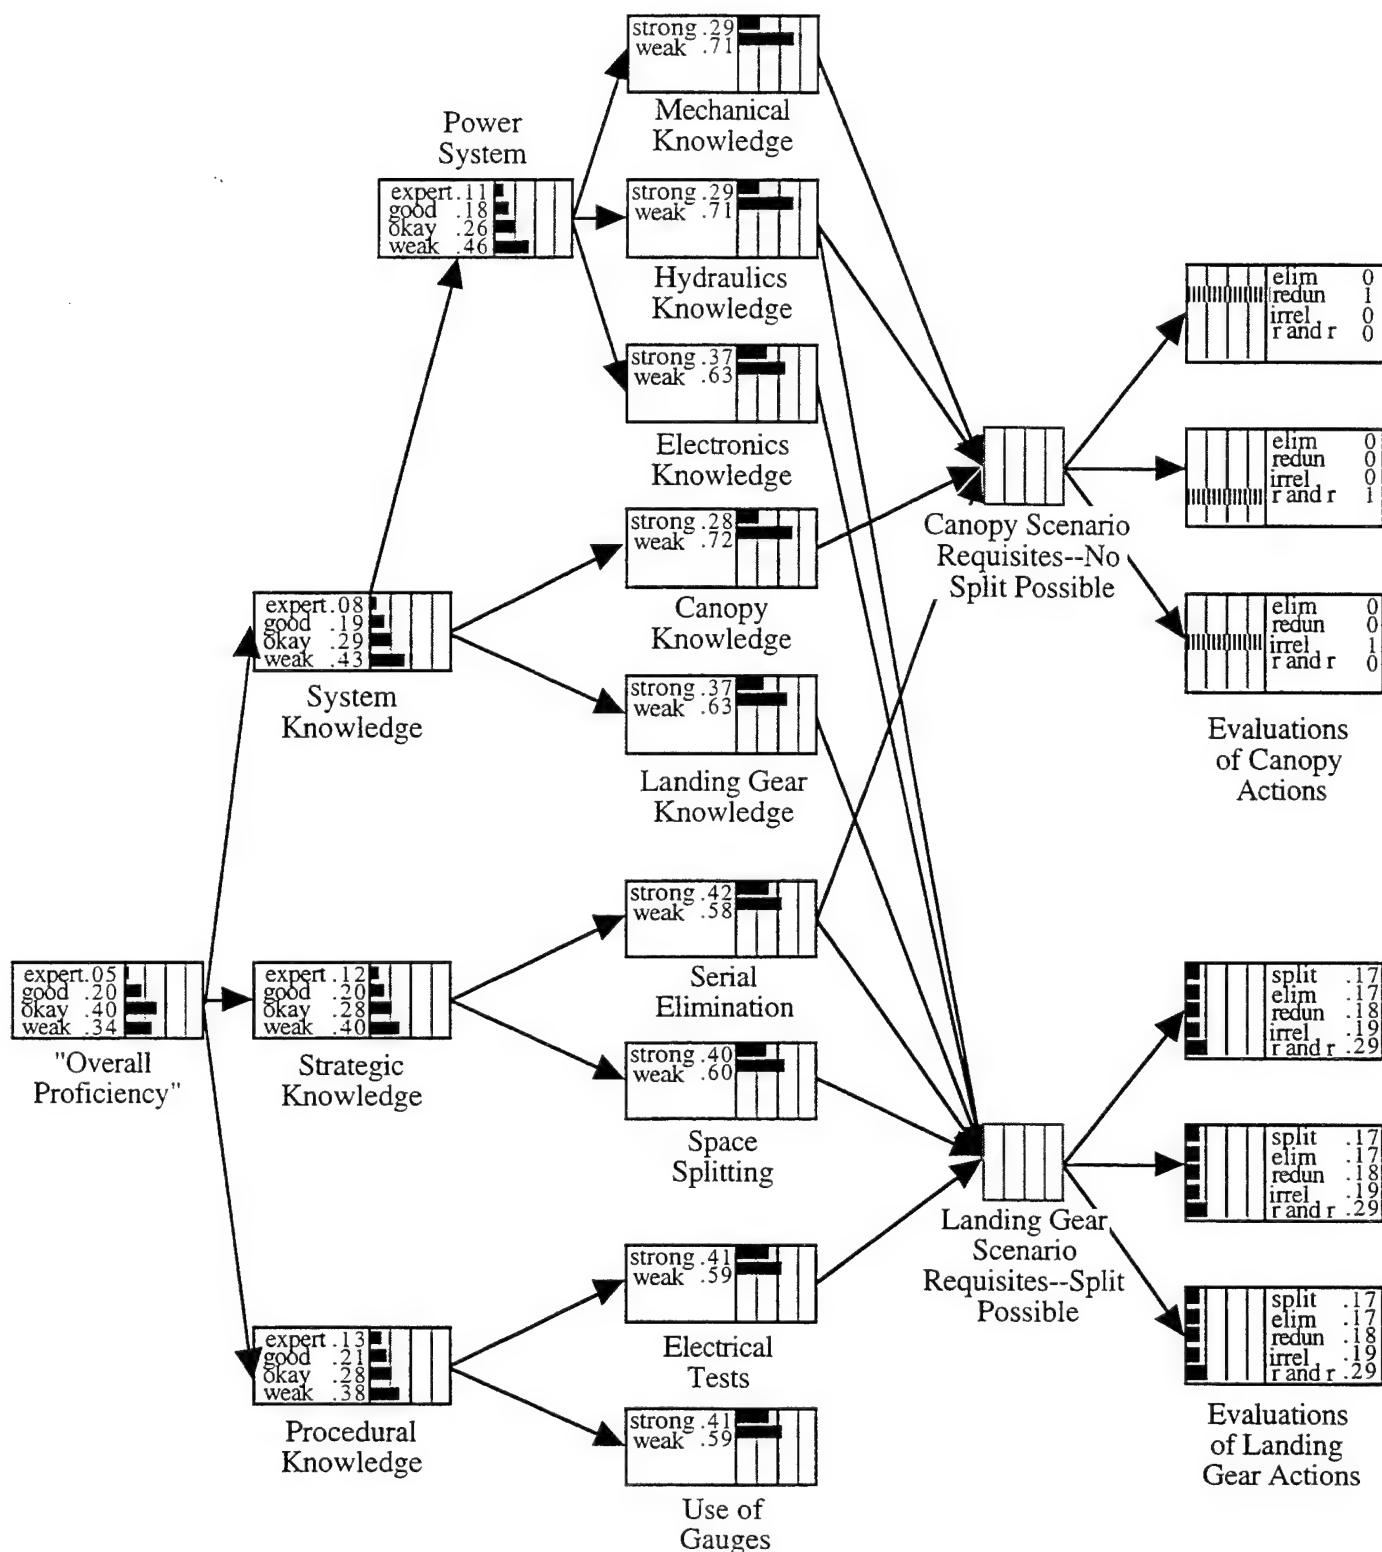 strong .29
weak .71
Mechanical
Knowledge
Power
System
expert .11
good .18
okay .26
weak .46
strong .29
weak .71
Hydraulics
Knowledge
strong .37
weak .63
Electronics
Knowledge
elim 0
redun 1
irrel 0
r and r 0
elim 0
redun 0
irrel 0
r and r 1
elim 0
redun 0
irrel 1
r and r 0
Evaluations
of Canopy
Actions
Canopy Scenario
Requisites--No
Split Possible
strong .28
weak .72
Canopy
Knowledge
expert .08
good .19
okay .29
weak .43
System
Knowledge
strong .37
weak .63
Landing Gear
Knowledge
strong .42
weak .58
Serial
Elimination
expert .05
good .20
okay .40
weak .34
"Overall
Proficiency"
expert .12
good .20
okay .28
weak .40
Strategic
Knowledge
strong .40
weak .60
Space
Splitting
split .17
elim .17
redun .18
irrel .19
r and r .29
split .17
elim .17
redun .18
irrel .19
r and r .29
split .17
elim .17
redun .18
irrel .19
r and r .29
Evaluations
of Landing
Gear Actions
Landing Gear
Scenario
Requisites--Split
Possible
strong .41
weak .59
Electrical
Tests
expert .13
good .21
okay .28
weak .38
Procedural
Knowledge
strong .41
weak .59
Use of
Gauges